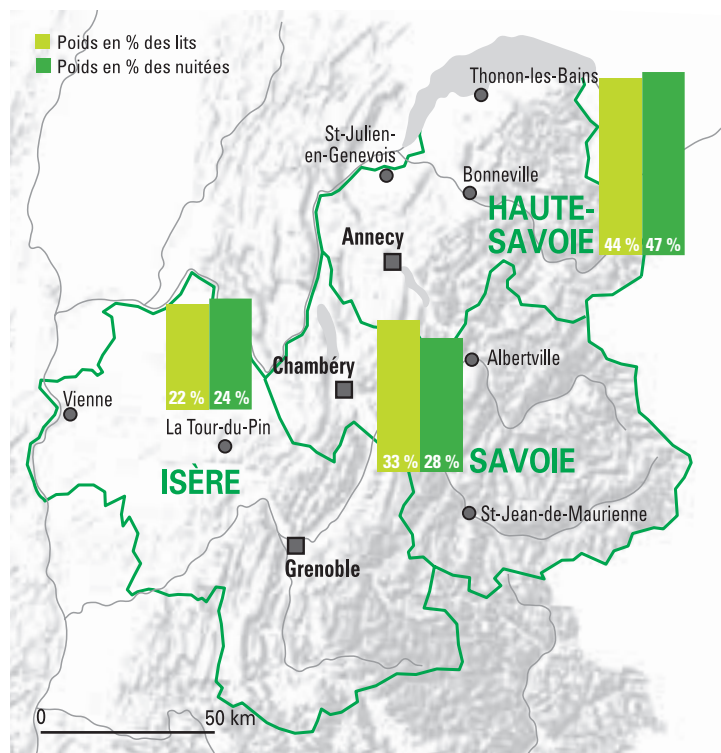 Poids en % des lits
Poids en % des nuitées
Thonon-les-Bains
St-Julien-
en-Genevois
Bonneville
HAUTE-
SAVOIE
44 % 47 %
Annecy
Albertville
Chambéry
22 % 24 %
Vienne
La Tour-du-Pin
ISÈRE
33 % 28 %
SAVOIE
St-Jean-de-Maurienne
Grenoble
0 50 km